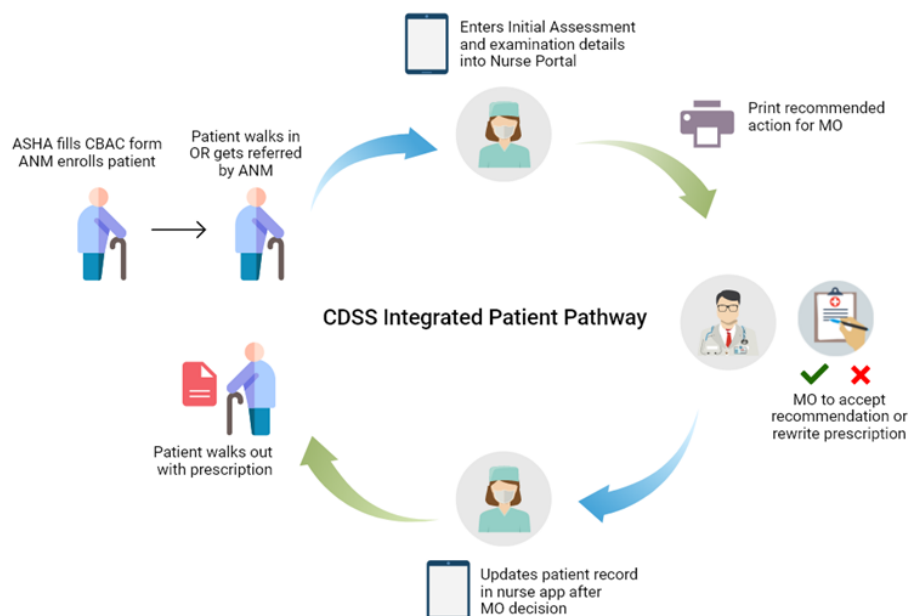 Enters Initial Assessment
and examination details
into Nurse Portal
Print recommended
action for MO
ASHA fills CBAC form
ANM enrolls patient
Patient walks in
OR gets referred
by ANM
CDSS Integrated Patient Pathway
MO to accept
recommendation or
rewrite prescription
Patient walks out
with prescription
Updates patient record
in nurse app after
MO decision